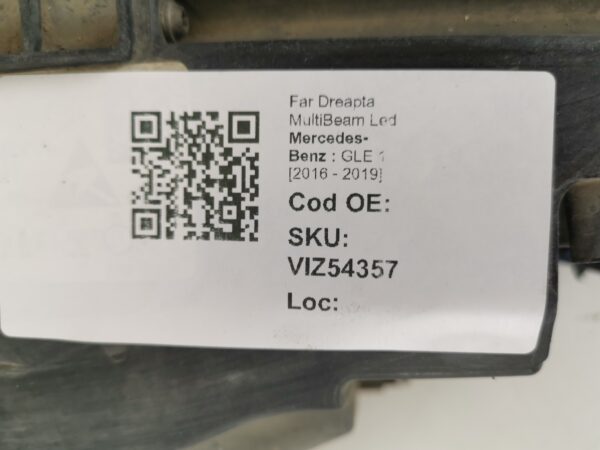 Far Dreapta
MultiBeam Led
Mercedes-
Benz : GLE 1
[2016 - 2019]
Cod OE:
SKU:
VIZ54357
Loc: